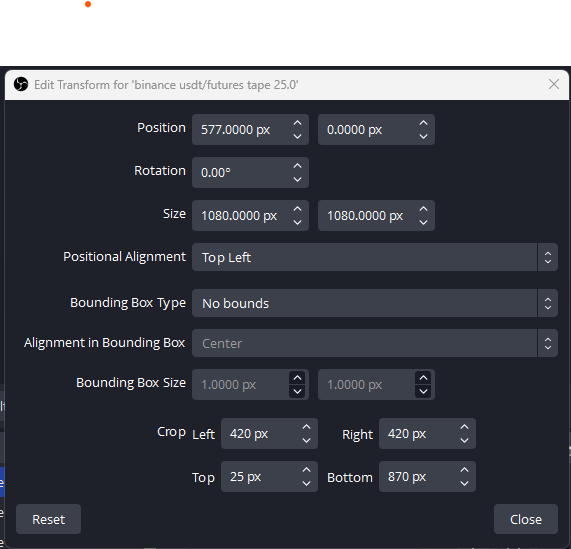 Edit Transform for 'binance usdt/futures tape 25.0'
Position 577.0000 px 0.0000 px
Rotation 0.00°
Size 1080.0000 px 1080.0000 px
Positional Alignment Top Left
Bounding Box Type No bounds
Alignment in Bounding Box Center
Bounding Box Size 1.0000 px 1.0000 px
Crop Left 420 px Right 420 px
Top 25 px Bottom 870 px
Reset Close